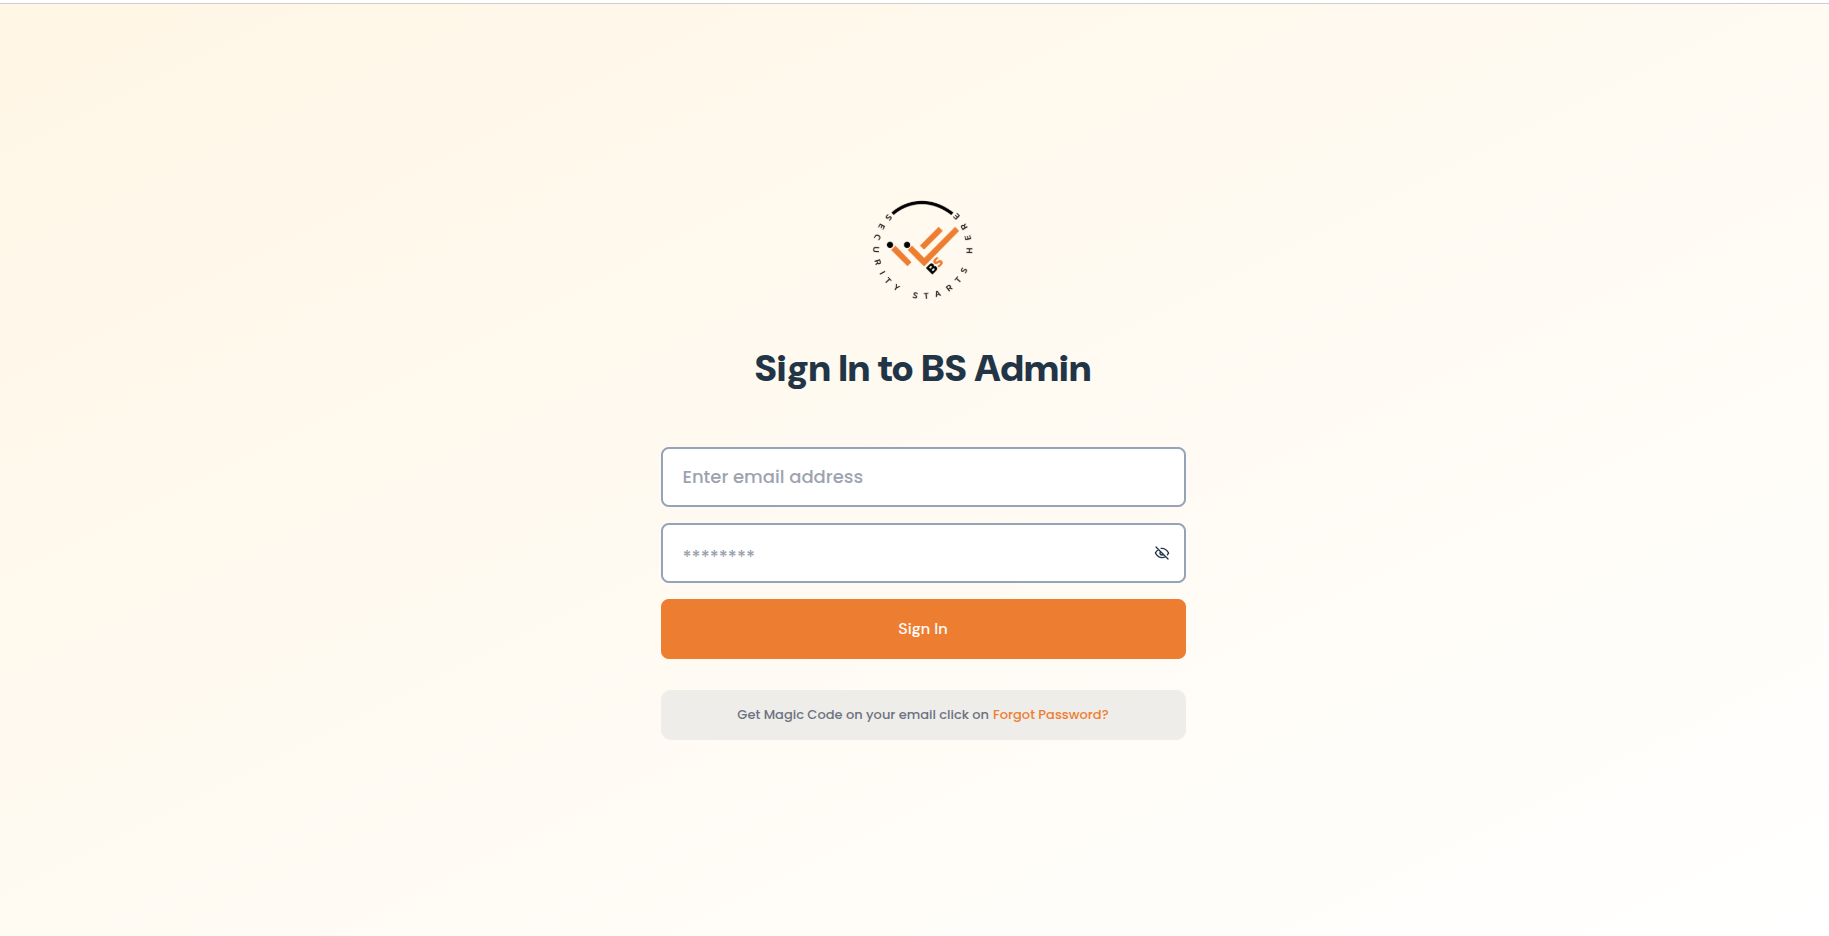 SECURITY STARTS HERE
BS
Sign In to BS Admin
Enter email address
********
Sign In
Get Magic Code on your email click on Forgot Password?